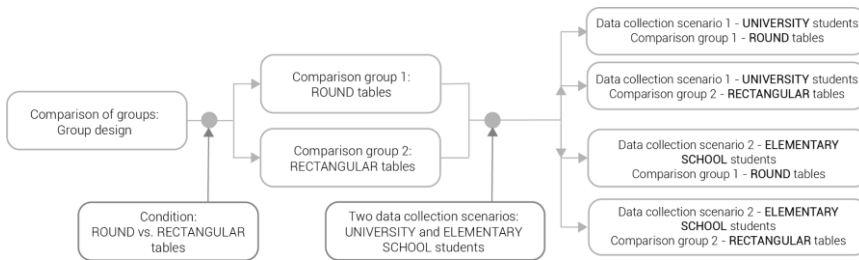 Comparison of groups:
Group design
Condition:
ROUND vs. RECTANGULAR
tables
Comparison group 1:
ROUND tables
Comparison group 2:
RECTANGULAR tables
Two data collection scenarios:
UNIVERSITY and ELEMENTARY
SCHOOL students
Data collection scenario 1 - UNIVERSITY students
Comparison group 1 - ROUND tables
Data collection scenario 1 - UNIVERSITY students
Comparison group 2 - RECTANGULAR tables
Data collection scenario 2 - ELEMENTARY
SCHOOL students
Comparison group 1 - ROUND tables
Data collection scenario 2 - ELEMENTARY
SCHOOL students
Comparison group 2 - RECTANGULAR tables